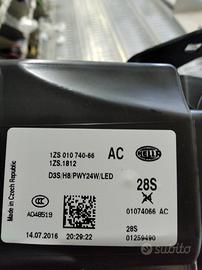 1ZS 010 740-66 AC
1ZS.1812
HELLA
D3S/H8/PWY24W/LED
Made in
Czech Republic
28S
01074066 AC
A048519
28S
14.07.2016 20:29:22
01259490
subito